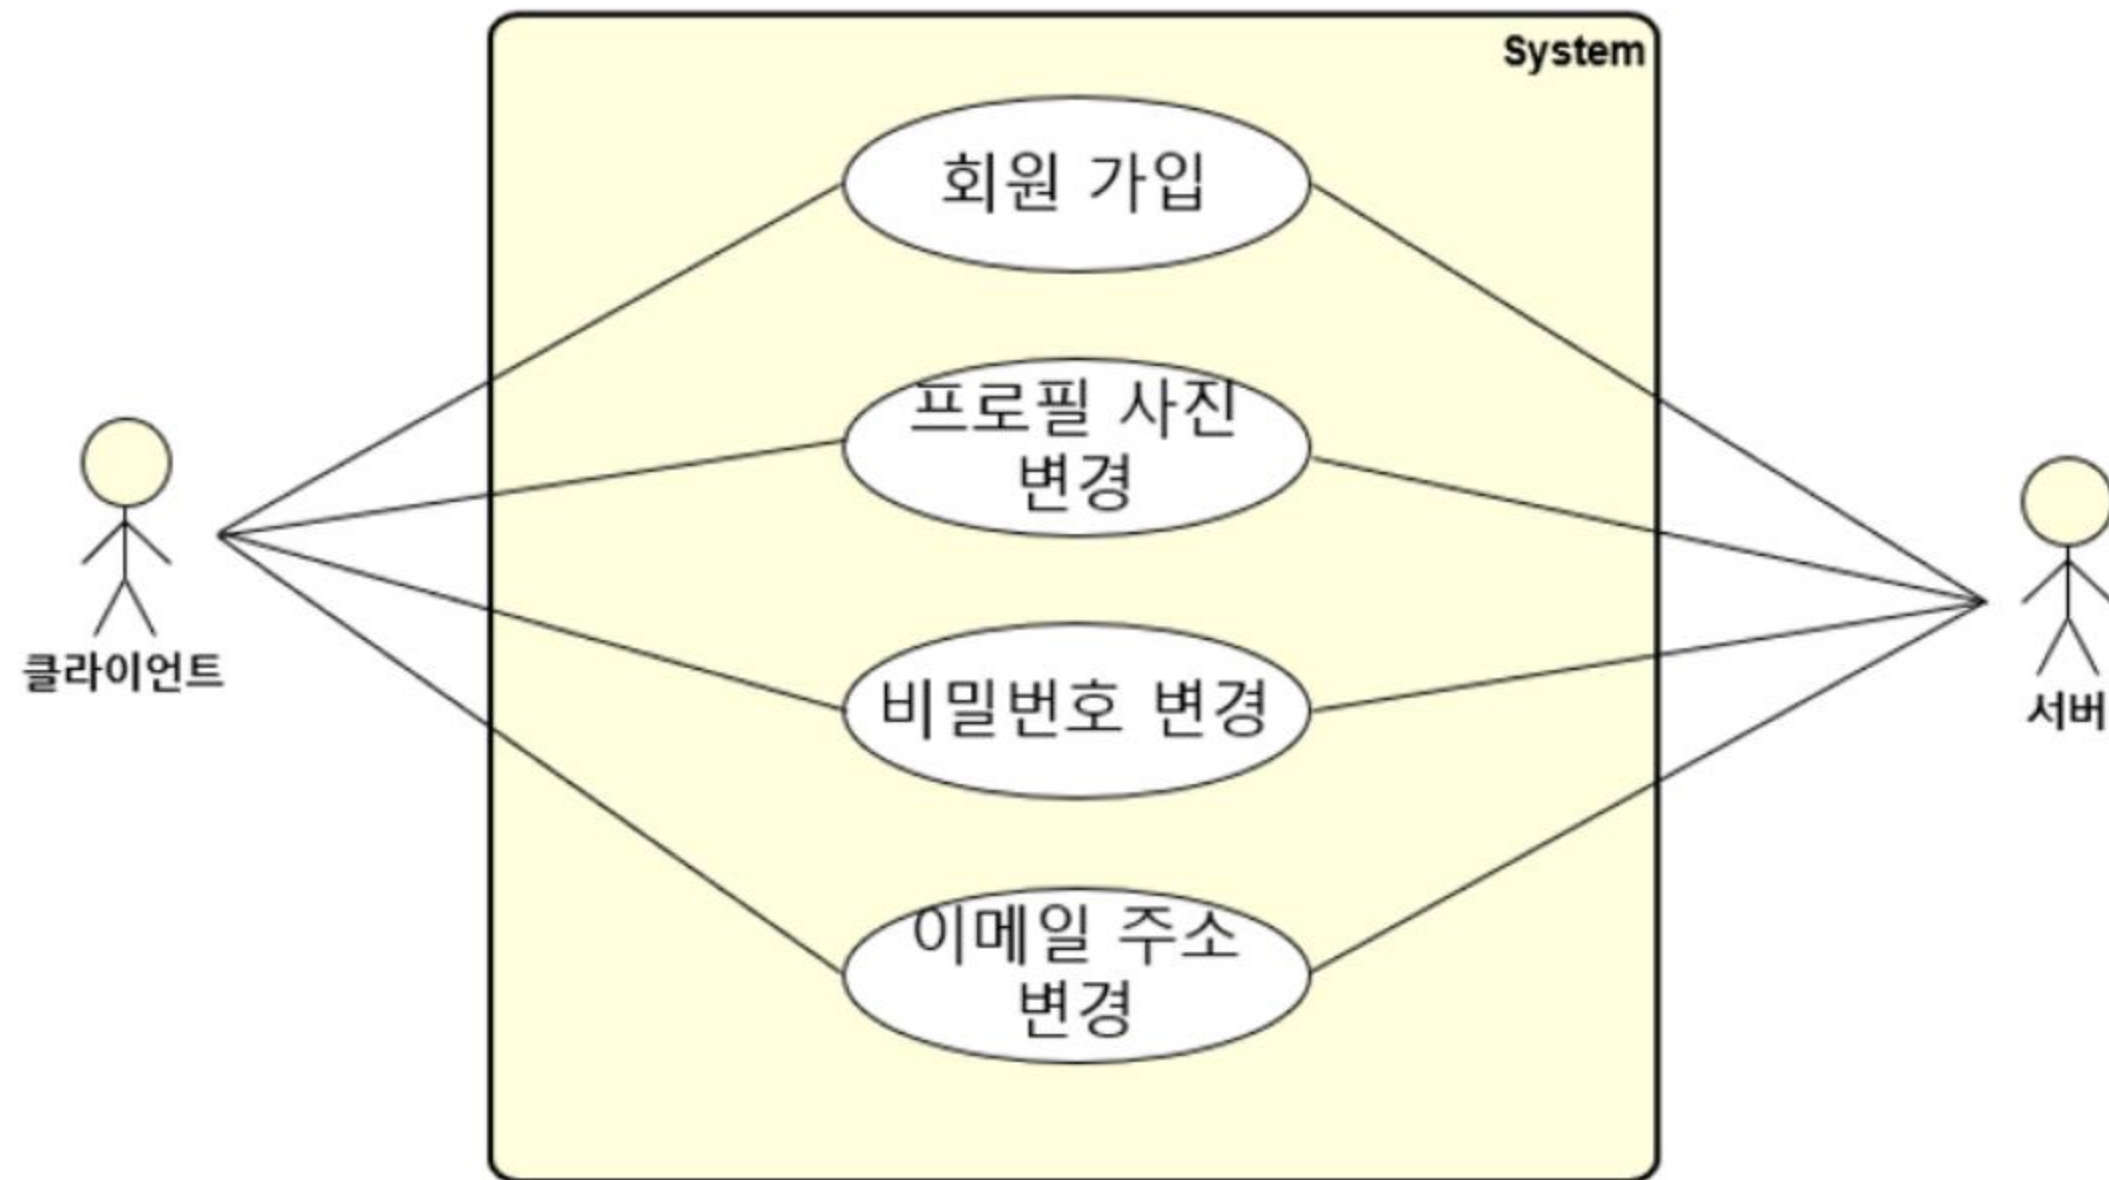 System
회원 가입
프로필 사진
변경
클라이언트
비밀번호 변경
서버
이메일 주소
변경